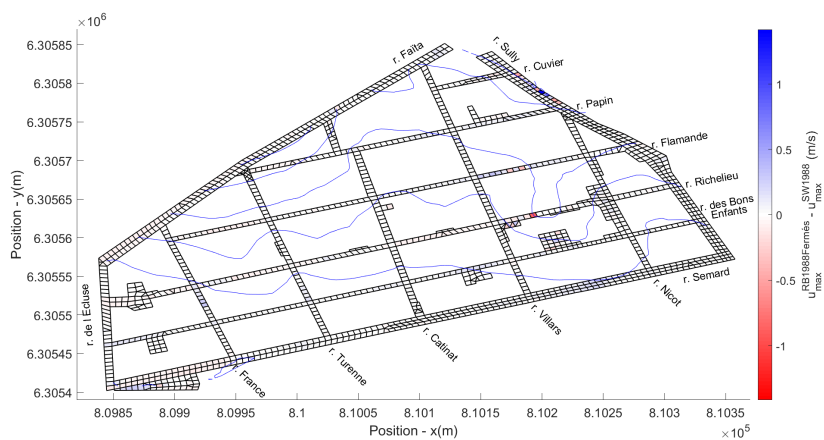 ×10⁶
6.30585
6.3058
6.30575
6.3057
6.30565
6.3056
6.30555
6.3055
6.30545
6.3054
Position - y(m)
r. Faïta
r. Sully
r. Cuvier
r. Papin
r. Flamande
r. Richelieu
r. des Bons
Enfants
r. Semard
r. Nicot
r. Villars
r. Catinat
r. Turenne
r. France
r. de l Ecluse
8.0985
8.099
8.0995
8.1
8.1005
8.101
8.1015
8.102
8.1025
8.103
8.1035
×10⁵
Position - x(m)
1
0.5
0
-0.5
-1
u_max^RB1988Fermés - u_max^SW1988 (m/s)